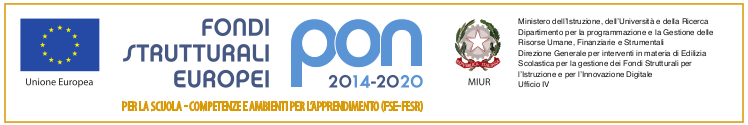 Unione Europea
FONDI
STRUTTURALI
EUROPEI
pon
2014-2020
PER LA SCUOLA - COMPETENZE E AMBIENTI PER L'APPRENDIMENTO (FSE-FESR)
MIUR
Ministero dell'Istruzione, dell'Università e della Ricerca
Dipartimento per la programmazione e la Gestione delle
Risorse Umane, Finanziarie e Strumentali
Direzione Generale per interventi in materia di Edilizia
Scolastica per la gestione dei Fondi Strutturali per
l'Istruzione e per l'Innovazione Digitale
Ufficio IV